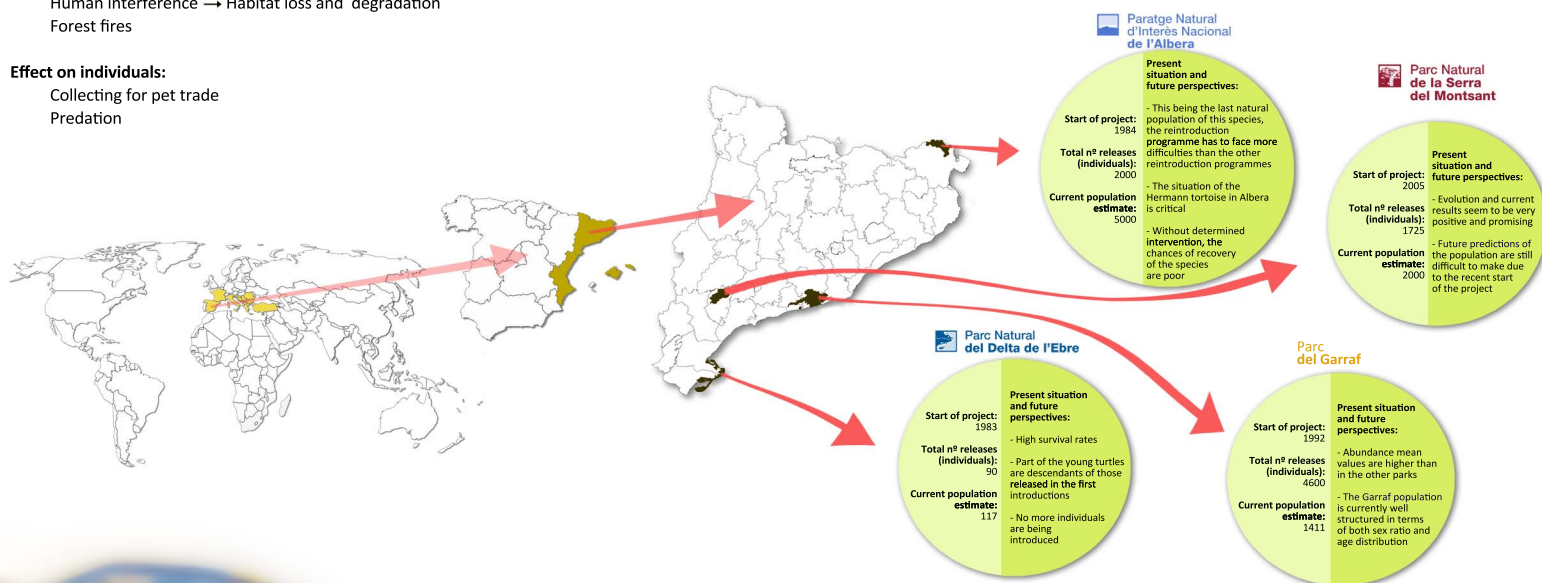 Human interference → Habitat loss and degradation
Forest fires
Effect on individuals:
Collecting for pet trade
Predation
Paratge Natural
d'Interès Nacional
de l'Albera
Start of project:
1984
Total nº releases
(individuals):
2000
Current population
estimate:
5000
Present
situation and
future perspectives:
- This being the last natural
population of this species,
the reintroduction
programme has to face more
difficulties than the other
reintroduction programmes
- The situation of the
Hermann tortoise in Albera
is critical
- Without determined
intervention, the
chances of recovery
of the species
are poor
Parc Natural
de la Serra
del Montsant
Start of project:
2005
Total nº releases
(individuals):
1725
Current population
estimate:
2000
Present
situation and
future perspectives:
- Evolution and current
results seem to be very
positive and promising
- Future predictions of
the population are still
difficult to make due
to the recent start
of the project
Parc Natural
del Delta de l'Ebre
Start of project:
1983
Total nº releases
(individuals):
90
Current population
estimate:
117
Present situation
and future
perspectives:
- High survival rates
- Part of the young turtles
are descendants of those
released in the first
introductions
- No more individuals
are being
introduced
Parc
del Garraf
Start of project:
1992
Total nº releases
(individuals):
4600
Current population
estimate:
1411
Present situation
and future
perspectives:
- Abundance mean
values are higher than
in the other parks
- The Garraf population
is currently well
structured in terms
of both sex ratio and
age distribution